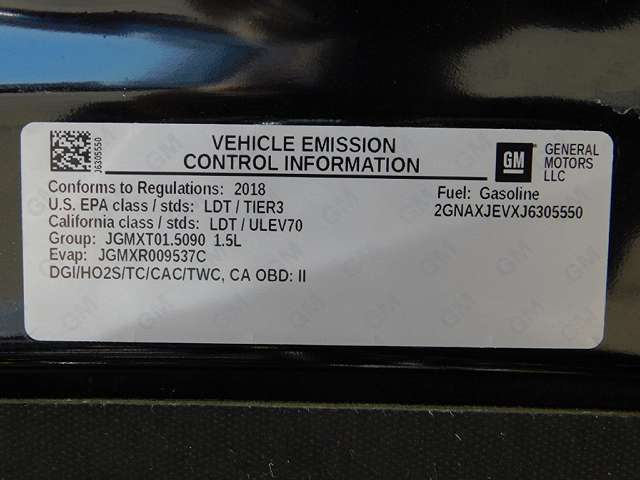 J6305550
VEHICLE EMISSION
CONTROL INFORMATION
GM
GENERAL
MOTORS
LLC
Conforms to Regulations: 2018
Fuel: Gasoline
U.S. EPA class / stds: LDT / TIER3
2GNAXJEVXJ6305550
California class / stds: LDT / ULEV70
Group: JGMXT01.5090 1.5L
Evap: JGMXR009537C
DGI/HO2S/TC/CAC/TWC, CA OBD: II